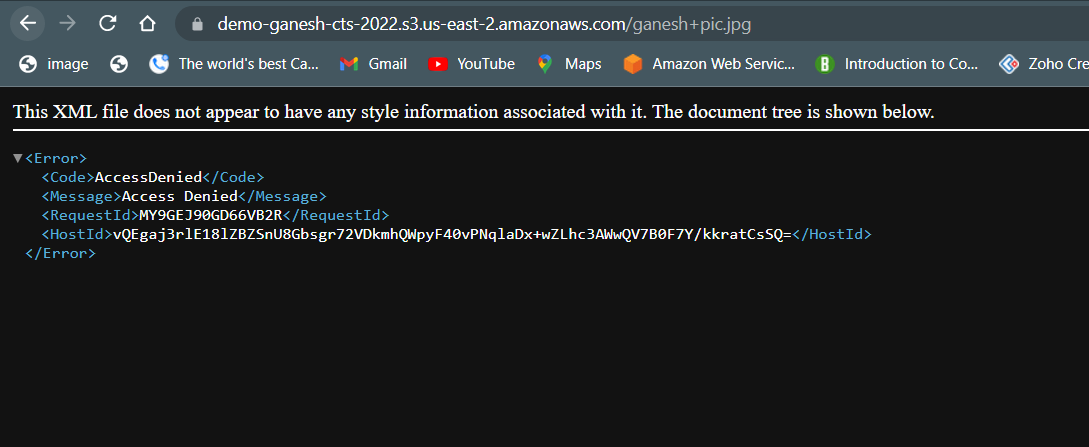 demo-ganesh-cts-2022.s3.us-east-2.amazonaws.com/ganesh+pic.jpg
image The world's best Ca... Gmail YouTube Maps Amazon Web Servic... B Introduction to Co... Zoho Cre
This XML file does not appear to have any style information associated with it. The document tree is shown below.
<Error>
<Code>AccessDenied</Code>
<Message>Access Denied</Message>
<RequestId>MY9GEJ90GD66VB2R</RequestId>
<HostId>vQEgaj3rlE18lZBZSnU8Gbsgr72VDkmhQWpyF40vPNqlaDx+wZLhc3AWwQV7B0F7Y/kkratCsSQ=</HostId>
</Error>